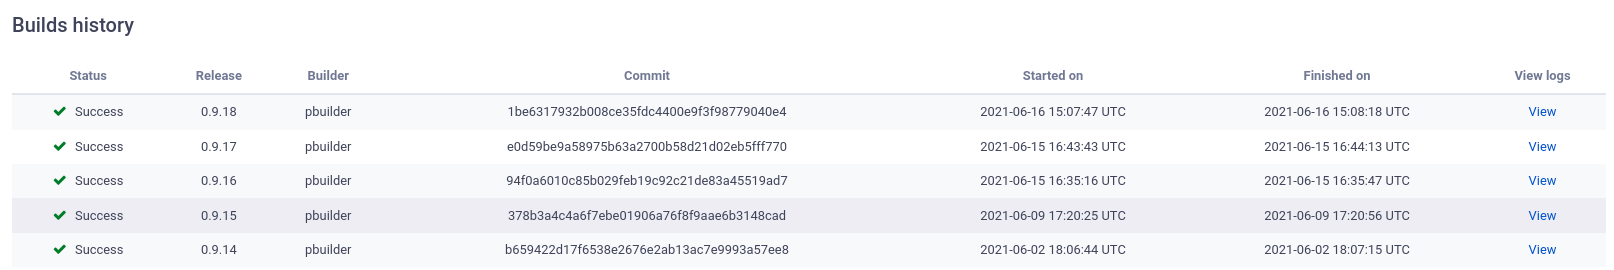 Builds history
Status Release Builder Commit Started on Finished on View logs
Success 0.9.18 pbuilder 1be6317932b008ce35fdc4400e9f3f98779040e4 2021-06-16 15:07:47 UTC 2021-06-16 15:08:18 UTC View
Success 0.9.17 pbuilder e0d59be9a58975b63a2700b58d21d02eb5fff770 2021-06-15 16:43:43 UTC 2021-06-15 16:44:13 UTC View
Success 0.9.16 pbuilder 94f0a6010c85b029feb19c92c21de83a45519ad7 2021-06-15 16:35:16 UTC 2021-06-15 16:35:47 UTC View
Success 0.9.15 pbuilder 378b3a4c4a6f7ebe01906a76f8f9aae6b3148cad 2021-06-09 17:20:25 UTC 2021-06-09 17:20:56 UTC View
Success 0.9.14 pbuilder b659422d17f6538e2676e2ab13ac7e9993a57ee8 2021-06-02 18:06:44 UTC 2021-06-02 18:07:15 UTC View